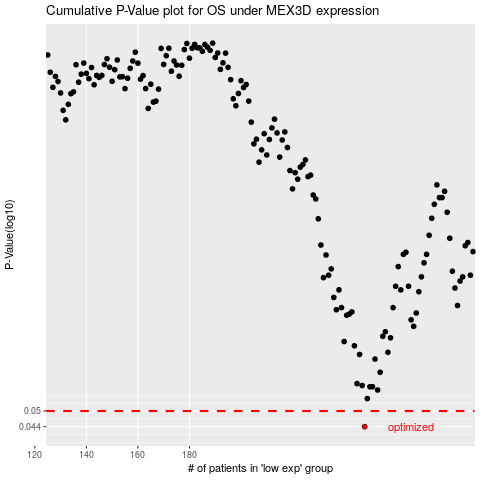 Cumulative P-Value plot for OS under MEX3D expression
P-Value(log10)
0.05
0.044
optimized
120 140 160 180
# of patients in 'low exp' group